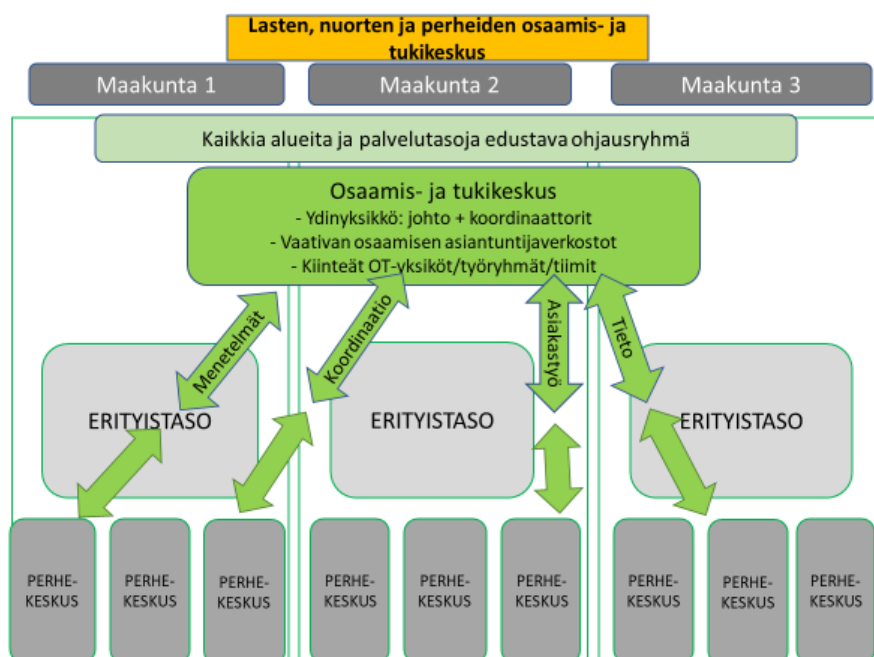 Lasten, nuorten ja perheiden osaamis- ja
tukikeskus
Maakunta 1
Maakunta 2
Maakunta 3
Kaikkia alueita ja palvelutasoja edustava ohjausryhmä
Osaamis- ja tukikeskus
- Ydinyksikkö: johto + koordinaattorit
- Vaativan osaamisen asiantuntijaverkostot
- Kiinteät OT-yksiköt/työryhmät/tiimit
Menetelmät
Koordinaatio
Asiakastyö
Tieto
ERITYISTASO
ERITYISTASO
ERITYISTASO
PERHE-
KESKUS
PERHE-
KESKUS
PERHE-
KESKUS
PERHE-
KESKUS
PERHE-
KESKUS
PERHE-
KESKUS
PERHE-
KESKUS
PERHE-
KESKUS
PERHE-
KESKUS